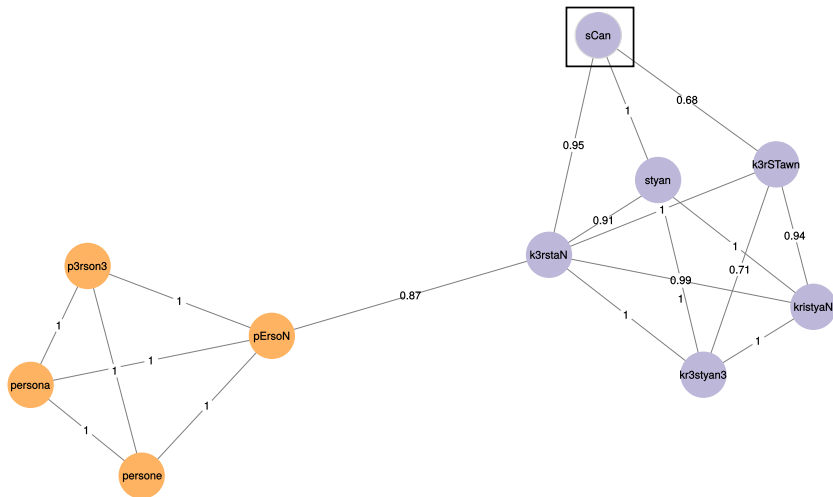 sCan
0.68
1
0.95
k3rSTawn
styan
1
0.91
0.94
1
k3rstaN
p3rson3
0.71
0.99
0.87
1
1
kristyaN
1
1
pErsoN
1
kr3styan3
1
1
persona
1
1
persone